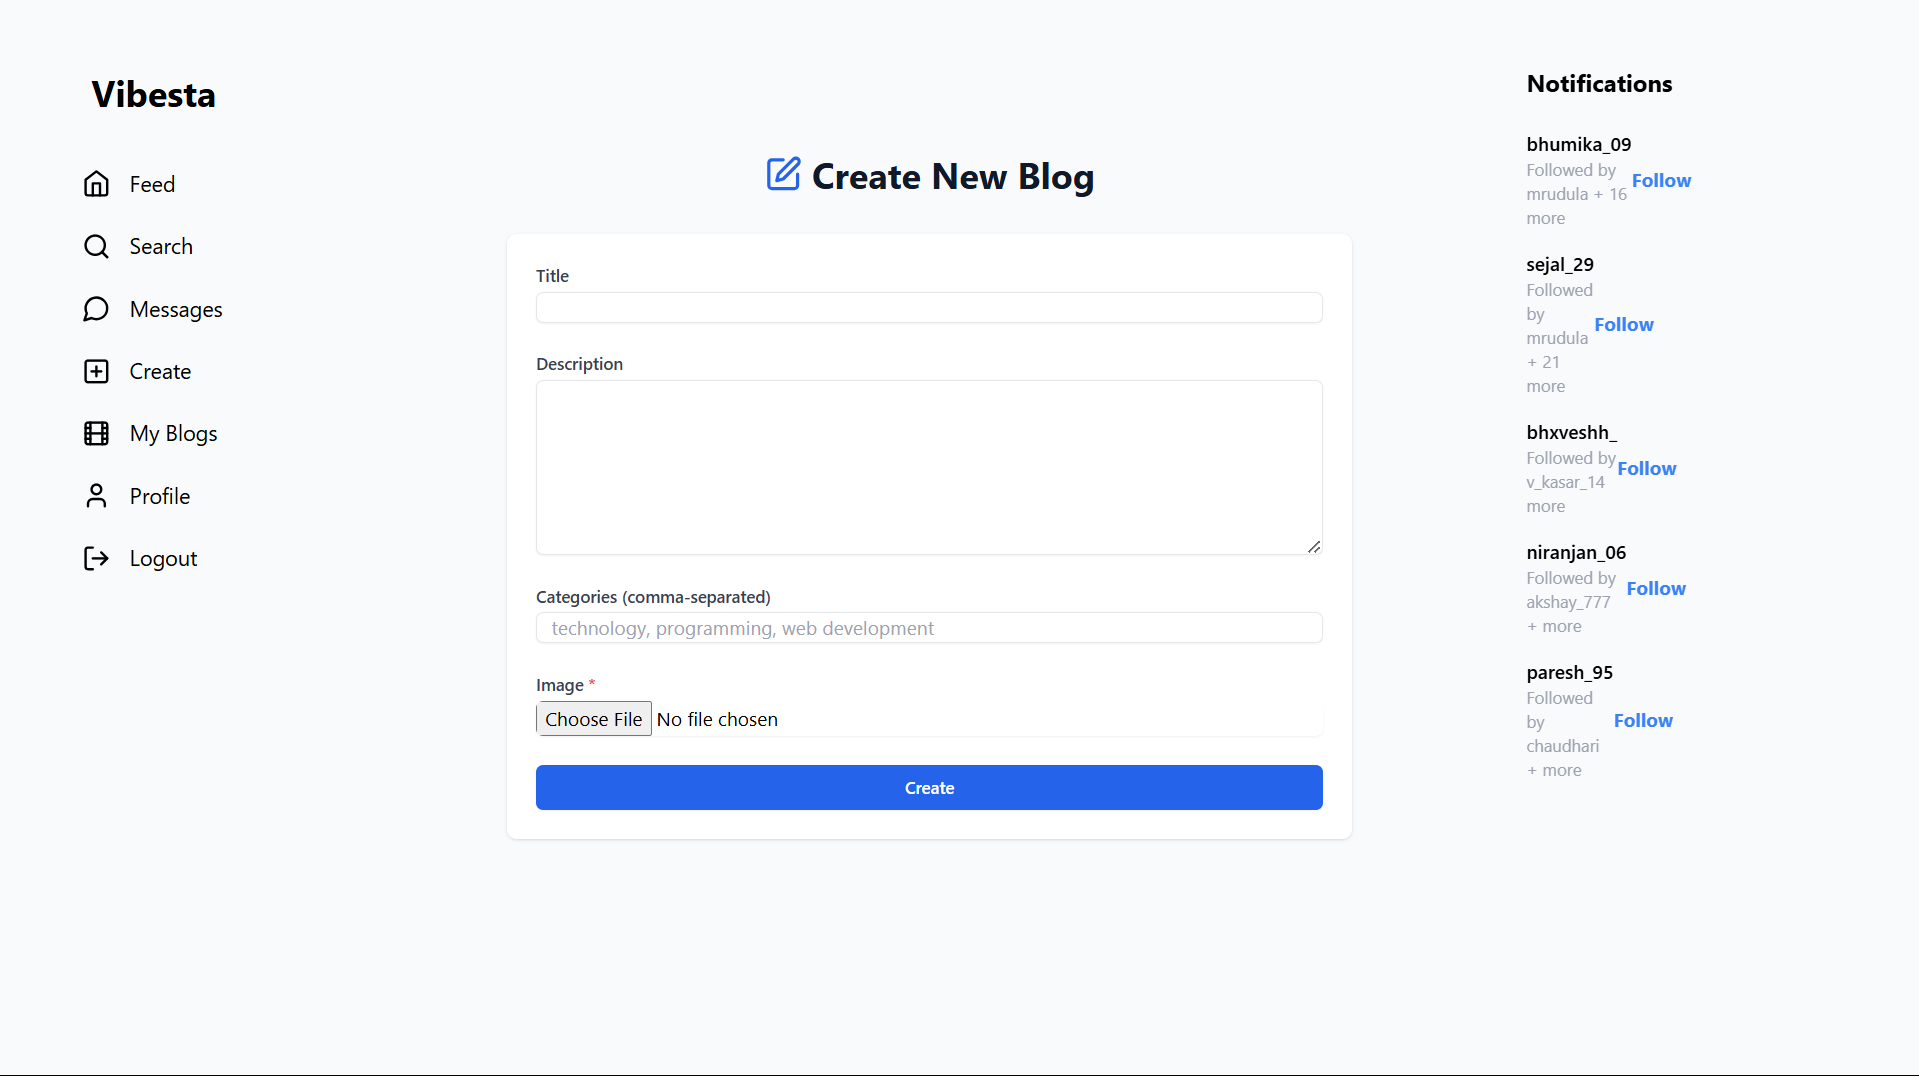 Vibesta
Feed
Search
Messages
Create
My Blogs
Profile
Logout
Create New Blog
Title
Description
Categories (comma-separated)
technology, programming, web development
Image *
Choose File No file chosen
Create
Notifications
bhumika_09
Followed by
mrudula + 16
more
Follow
sejal_29
Followed
by
mrudula
+ 21
more
Follow
bhxveshh_
Followed by
v_kasar_14
more
Follow
niranjan_06
Followed by
akshay_777
+ more
Follow
paresh_95
Followed
by
chaudhari
+ more
Follow